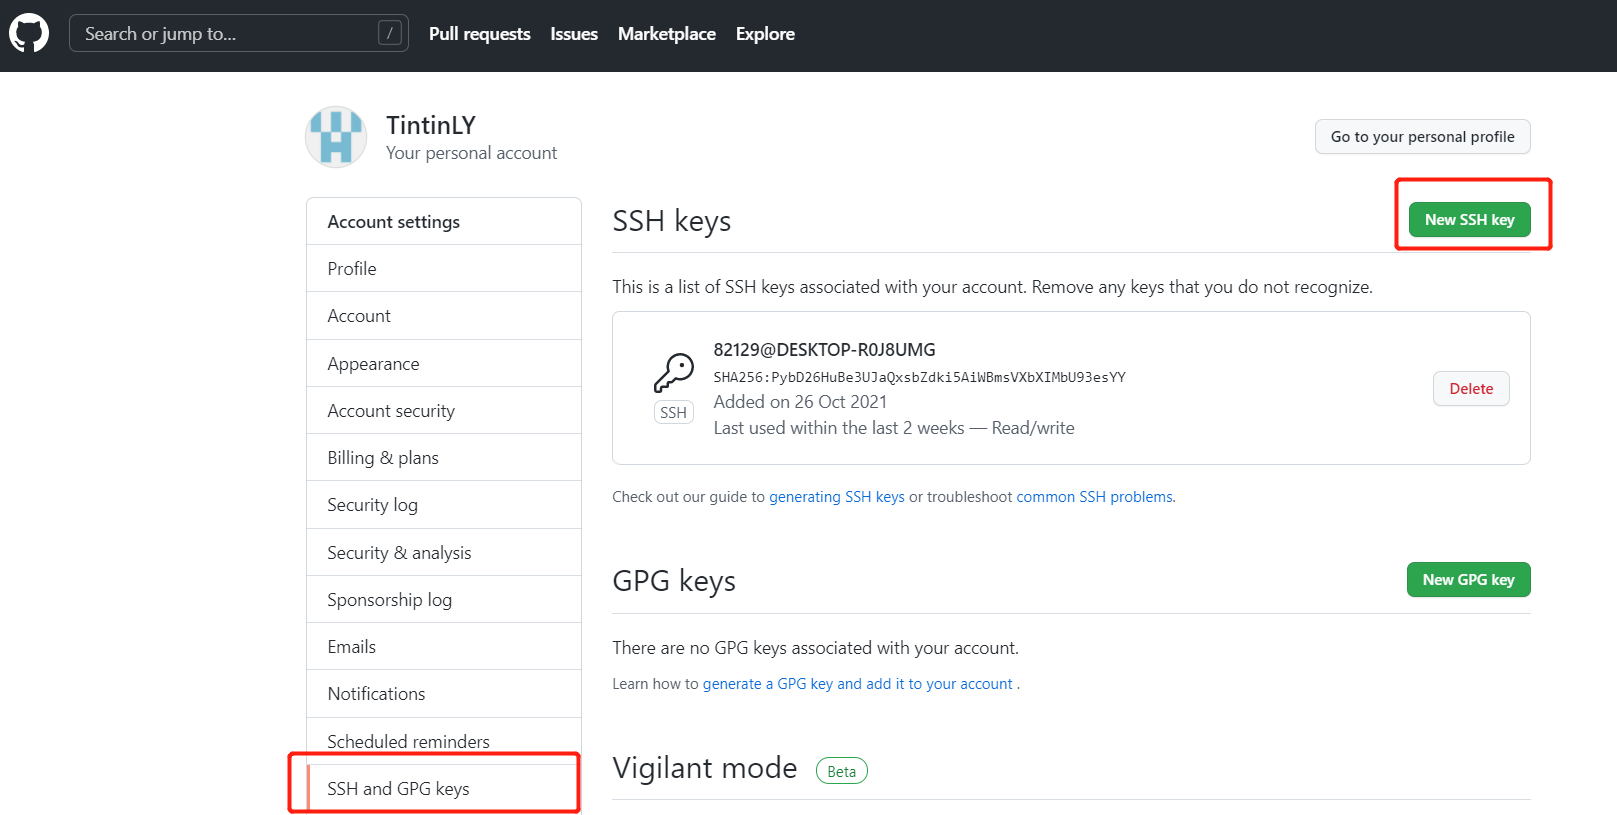 Search or jump to... /
Pull requests
Issues
Marketplace
Explore
TintinLY
Your personal account
Go to your personal profile
Account settings
Profile
Account
Appearance
Account security
Billing & plans
Security log
Security & analysis
Sponsorship log
Emails
Notifications
Scheduled reminders
SSH and GPG keys
SSH keys
New SSH key
This is a list of SSH keys associated with your account. Remove any keys that you do not recognize.
SSH
82129@DESKTOP-R0J8UMG
SHA256:PybD26HuBe3UJaQxsbZdki5AiWBmsVXbXIMbU93esYY
Added on 26 Oct 2021
Last used within the last 2 weeks — Read/write
Delete
Check out our guide to generating SSH keys or troubleshoot common SSH problems.
GPG keys
New GPG key
There are no GPG keys associated with your account.
Learn how to generate a GPG key and add it to your account .
Vigilant mode
Beta